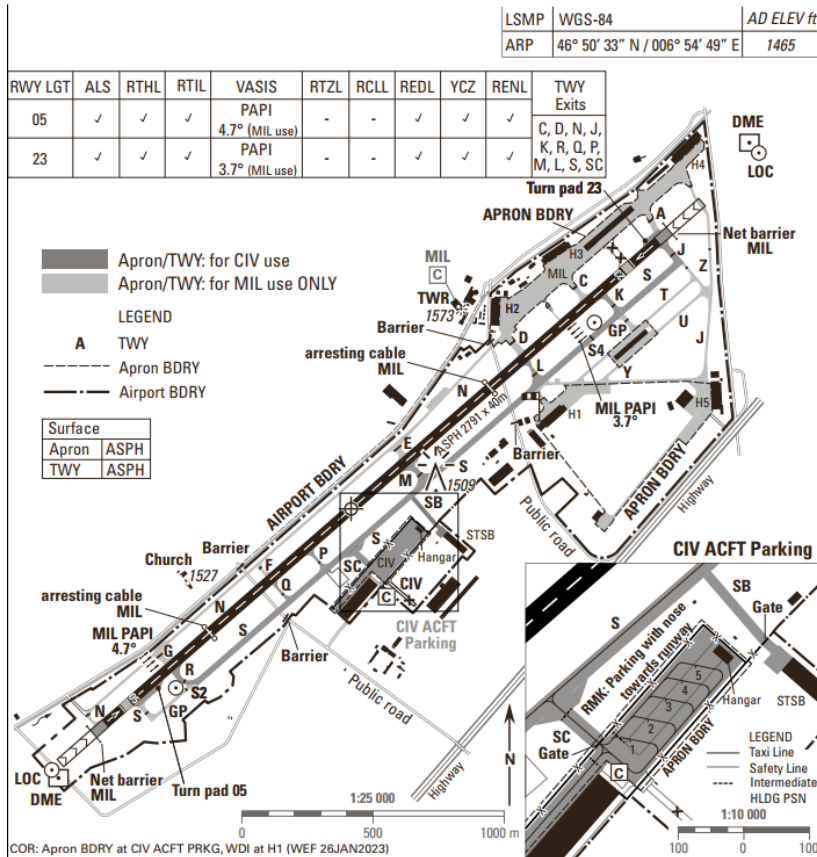 LSMP WGS-84 AD ELEV ft
ARP 46° 50' 33" N / 006° 54' 49" E 1465
RWY LGT ALS RTHL RTIL VASIS RTZL RCLL REDL YCZ RENL TWY Exits
05 ✓ ✓ ✓ PAPI 4.7° (MIL use) - - ✓ ✓ ✓
23 ✓ ✓ ✓ PAPI 3.7° (MIL use) - - ✓ ✓ ✓
C, D, N, J,
K, R, Q, P,
M, L, S, SC
DME
LOC
H4
Turn pad 23
A
APRON BDRY
Net barrier
MIL
Apron/TWY: for CIV use
Apron/TWY: for MIL use ONLY
LEGEND
A TWY
Apron BDRY
Airport BDRY
Surface
Apron ASPH
TWY ASPH
MIL
C
TWR
1573
H3
MIL
H2
C
J
S
Z
K
T
U
J
Barrier
D
GP
S4
arresting cable
MIL
L
Y
N
MIL PAPI
3.7°
H1
H5
ASPH 2791 x 40m
E
M
S
Barrier
1509
APRON BDRY
Highway
AIRPORT BDRY
SB
Public road
Church
1527
Barrier
S
Hangar
STSB
F
P
SC
CIV
Q
CIV
C
N
CIV ACFT
Parking
arresting cable
MIL
S
MIL PAPI
4.7°
Barrier
G
R
S2
Public road
N
S
GP
05
LOC
DME
Net barrier
MIL
Turn pad 05
Highway
N
1:25 000
0 500 1000 m
CIV ACFT Parking
SB
Gate
S
RMK: Parking with nose
towards runway
5
4
3
2
1
Hangar
STSB
SC
Gate
APRON BDRY
C
LEGEND
Taxi Line
Safety Line
Intermediate
HLDG PSN
1:10 000
100 0 100
COR: Apron BDRY at CIV ACFT PRKG, WDI at H1 (WEF 26JAN2023)